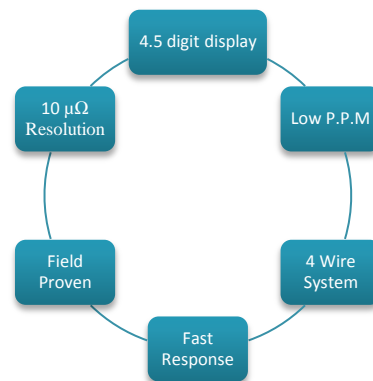 4.5 digit display
Low P.P.M
4 Wire
System
Fast
Response
Field
Proven
10 μΩ
Resolution